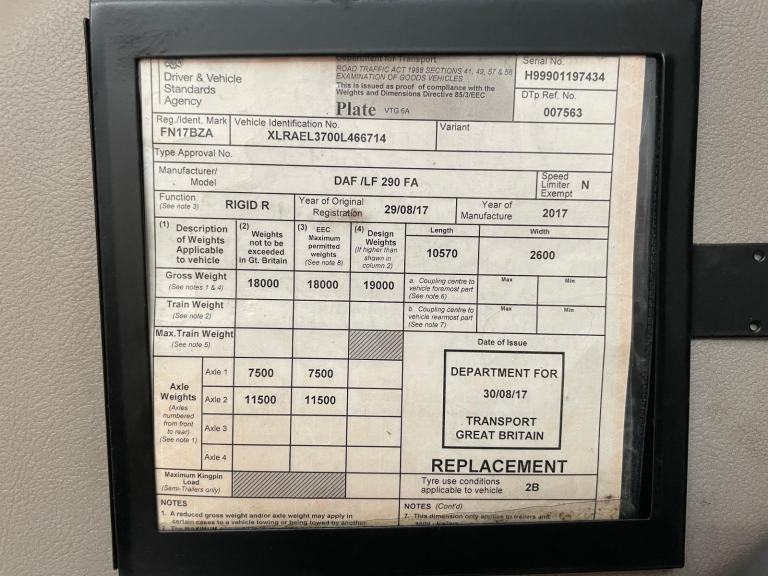 Department for Transport
Driver & Vehicle
Standards
Agency
ROAD TRAFFIC ACT 1988 SECTIONS 41, 49, 57 & 58
EXAMINATION OF GOODS VEHICLES
This is issued as proof of compliance with the
Weights and Dimensions Directive 85/3/EEC
Plate VTG 6A
Serial No.
H99901197434
DTp Ref. No.
007563
Reg./Ident. Mark
FN17BZA
Vehicle Identification No.
XLRAEL3700L466714
Variant
Type Approval No.
Manufacturer/
Model
DAF /LF 290 FA
Speed
Limiter N
Exempt
Function
(See note 3)
RIGID R
Year of Original
Registration
29/08/17
Year of
Manufacture
2017
(1) Description
of Weights
Applicable
to vehicle
(2) Weights
not to be
exceeded
in Gt. Britain
(3) EEC
Maximum
permitted
weights
(See note 8)
(4) Design
Weights
(if higher than
shown in
column 2)
Length
10570
Width
2600
Gross Weight
(See notes 1 & 4)
18000
18000
19000
a. Coupling centre to
vehicle foremost part
(See note 6)
Max
Min
Train Weight
(See note 2)
b. Coupling centre to
vehicle rearmost part
(See note 7)
Max
Min
Max.Train Weight
(See note 5)
Axle
Weights
(Axles
numbered
from front
to rear)
(See note 1)
Axle 1
7500
7500
Axle 2
11500
11500
Axle 3
Axle 4
Date of Issue
DEPARTMENT FOR
30/08/17
TRANSPORT
GREAT BRITAIN
REPLACEMENT
Maximum Kingpin
Load
(Semi-Trailers only)
Tyre use conditions
applicable to vehicle 2B
NOTES
1. A reduced gross weight and/or axle weight may apply in
certain cases to a vehicle towing or being towed by another.
NOTES (Cont'd)
7. This dimension only applies to trailers and
semi - trailers